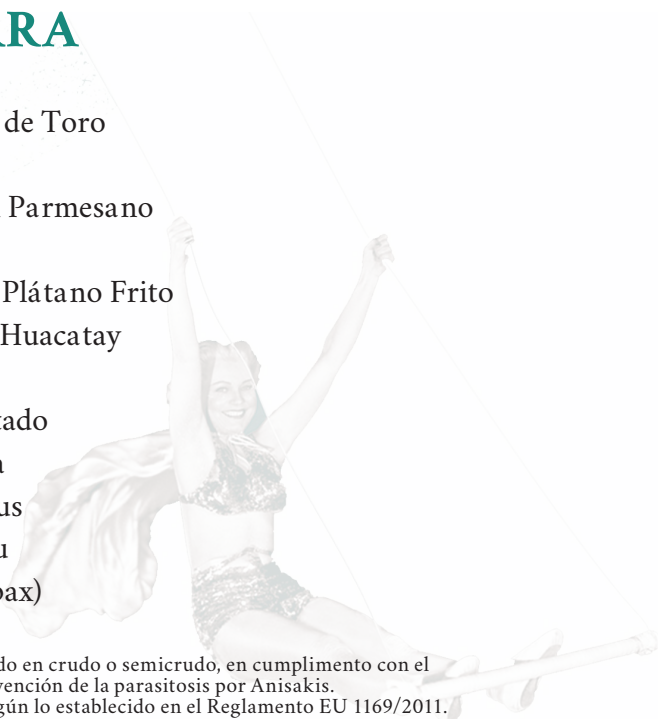 RRA
de Toro
Parmesano
Plátano Frito
Huacatay
tado
a
us
u
pax)
do en crudo o semicrudo, en cumplimento con el
vención de la parasitosis por Anisakis.
gún lo establecido en el Reglamento EU 1169/2011.